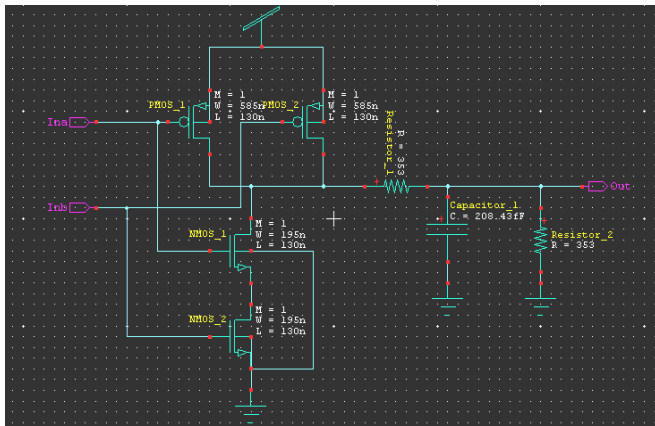 M = 1
M = 1
PMOS_1
W = 585n
PMOS_2
W = 585n
L = 130n
L = 130n
Ina
Resistor_1
R = 353
Out
Inb
Capacitor_1
C = 208.43fF
M = 1
NMOS_1
W = 195n
L = 130n
Resistor_2
R = 353
M = 1
NMOS_2
W = 195n
L = 130n